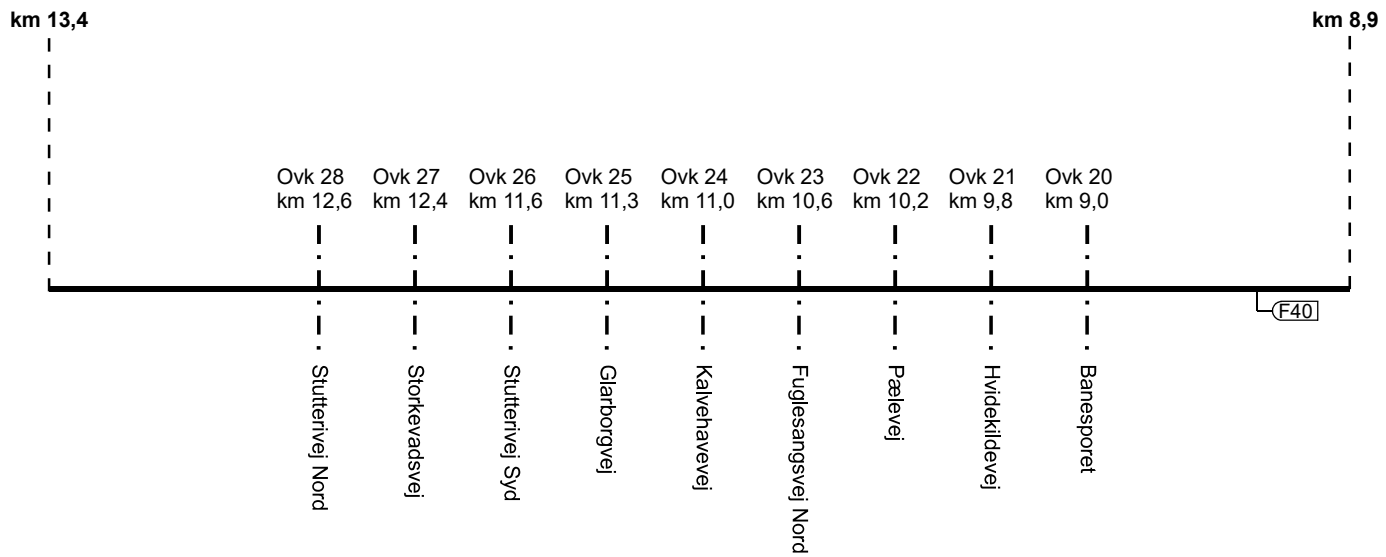 km 13,4
km 8,9
Ovk 28
km 12,6
Ovk 27
km 12,4
Ovk 26
km 11,6
Ovk 25
km 11,3
Ovk 24
km 11,0
Ovk 23
km 10,6
Ovk 22
km 10,2
Ovk 21
km 9,8
Ovk 20
km 9,0
F40
Stutterivej Nord
Storkevadsvej
Stutterivej Syd
Glarborgvej
Kalvehavevej
Fuglesangsvej Nord
Pælevej
Hvidekildevej
Banesporet